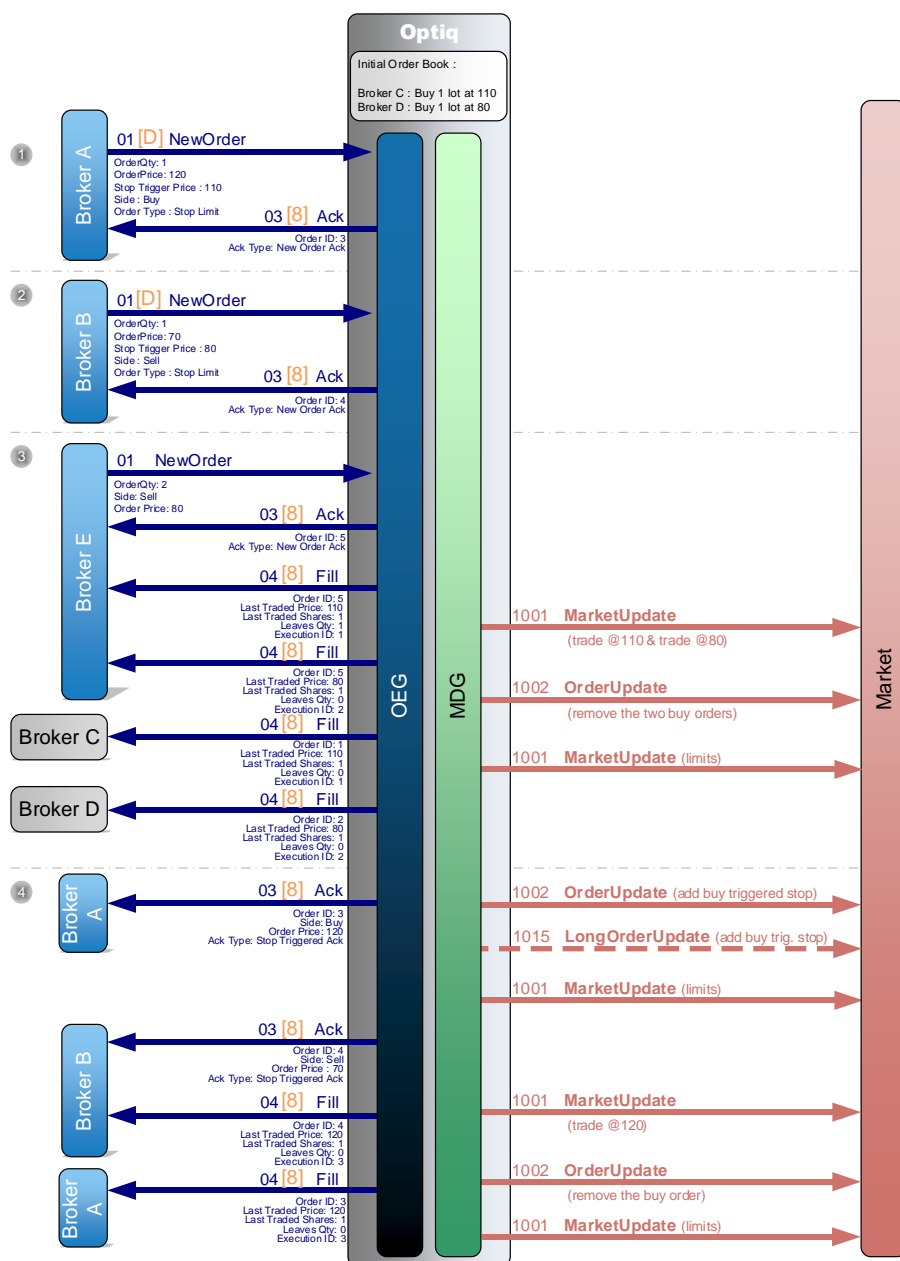 Optiq
Initial Order Book :
Broker C : Buy 1 lot at 110
Broker D : Buy 1 lot at 80
OEG
MDG
Market
1
Broker A
01 [D] NewOrder
OrderQty: 1
OrderPrice: 120
Stop Trigger Price : 110
Side : Buy
Order Type : Stop Limit
03 [8] Ack
Order ID: 3
Ack Type: New Order Ack
2
Broker B
01 [D] NewOrder
OrderQty: 1
OrderPrice: 70
Stop Trigger Price : 80
Side : Sell
Order Type : Stop Limit
03 [8] Ack
Order ID: 4
Ack Type: New Order Ack
3
Broker E
01 NewOrder
OrderQty: 2
Side: Sell
Order Price: 80
03 [8] Ack
Order ID: 5
Ack Type: New Order Ack
04 [8] Fill
Order ID: 5
Last Traded Price: 110
Last Traded Shares: 1
Leaves Qty: 1
Execution ID: 1
1001 MarketUpdate
(trade @110 & trade @80)
04 [8] Fill
Order ID: 5
Last Traded Price: 80
Last Traded Shares: 1
Leaves Qty: 0
Execution ID: 2
1002 OrderUpdate
(remove the two buy orders)
Broker C
04 [8] Fill
Order ID: 1
Last Traded Price: 110
Last Traded Shares: 1
Leaves Qty: 0
Execution ID: 1
1001 MarketUpdate (limits)
Broker D
04 [8] Fill
Order ID: 2
Last Traded Price: 80
Last Traded Shares: 1
Leaves Qty: 0
Execution ID: 2
4
Broker A
03 [8] Ack
Order ID: 3
Side: Buy
Order Price: 120
Ack Type: Stop Triggered Ack
1002 OrderUpdate (add buy triggered stop)
1015 LongOrderUpdate (add buy trig. stop)
1001 MarketUpdate (limits)
Broker B
03 [8] Ack
Order ID: 4
Side: Sell
Order Price : 70
Ack Type: Stop Triggered Ack
04 [8] Fill
Order ID: 4
Last Traded Price: 120
Last Traded Shares: 1
Leaves Qty: 0
Execution ID: 3
1001 MarketUpdate
(trade @120)
Broker A
04 [8] Fill
Order ID: 3
Last Traded Price: 120
Last Traded Shares: 1
Leaves Qty: 0
Execution ID: 3
1002 OrderUpdate
(remove the buy order)
1001 MarketUpdate (limits)